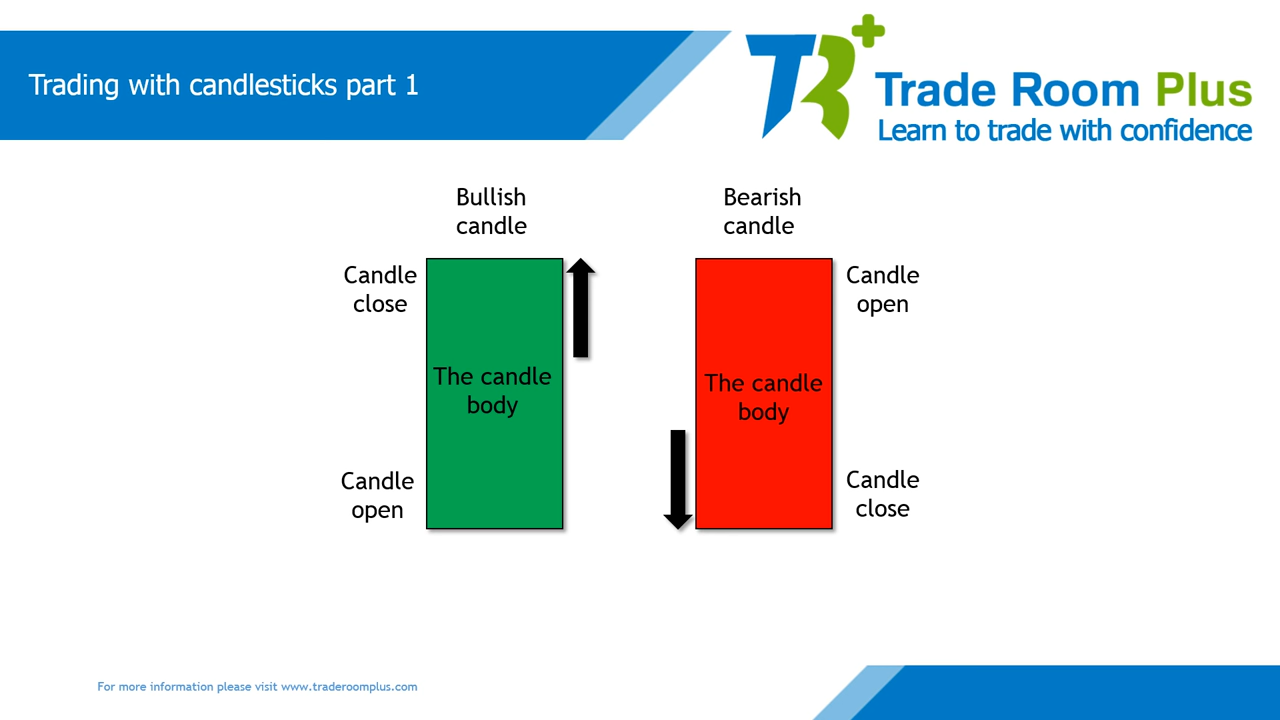 Trading with candlesticks part 1
TR+
Trade Room Plus
Learn to trade with confidence
Bullish
candle
Bearish
candle
Candle
close
Candle
open
The candle
body
The candle
body
Candle
open
Candle
close
For more information please visit www.traderoomplus.com